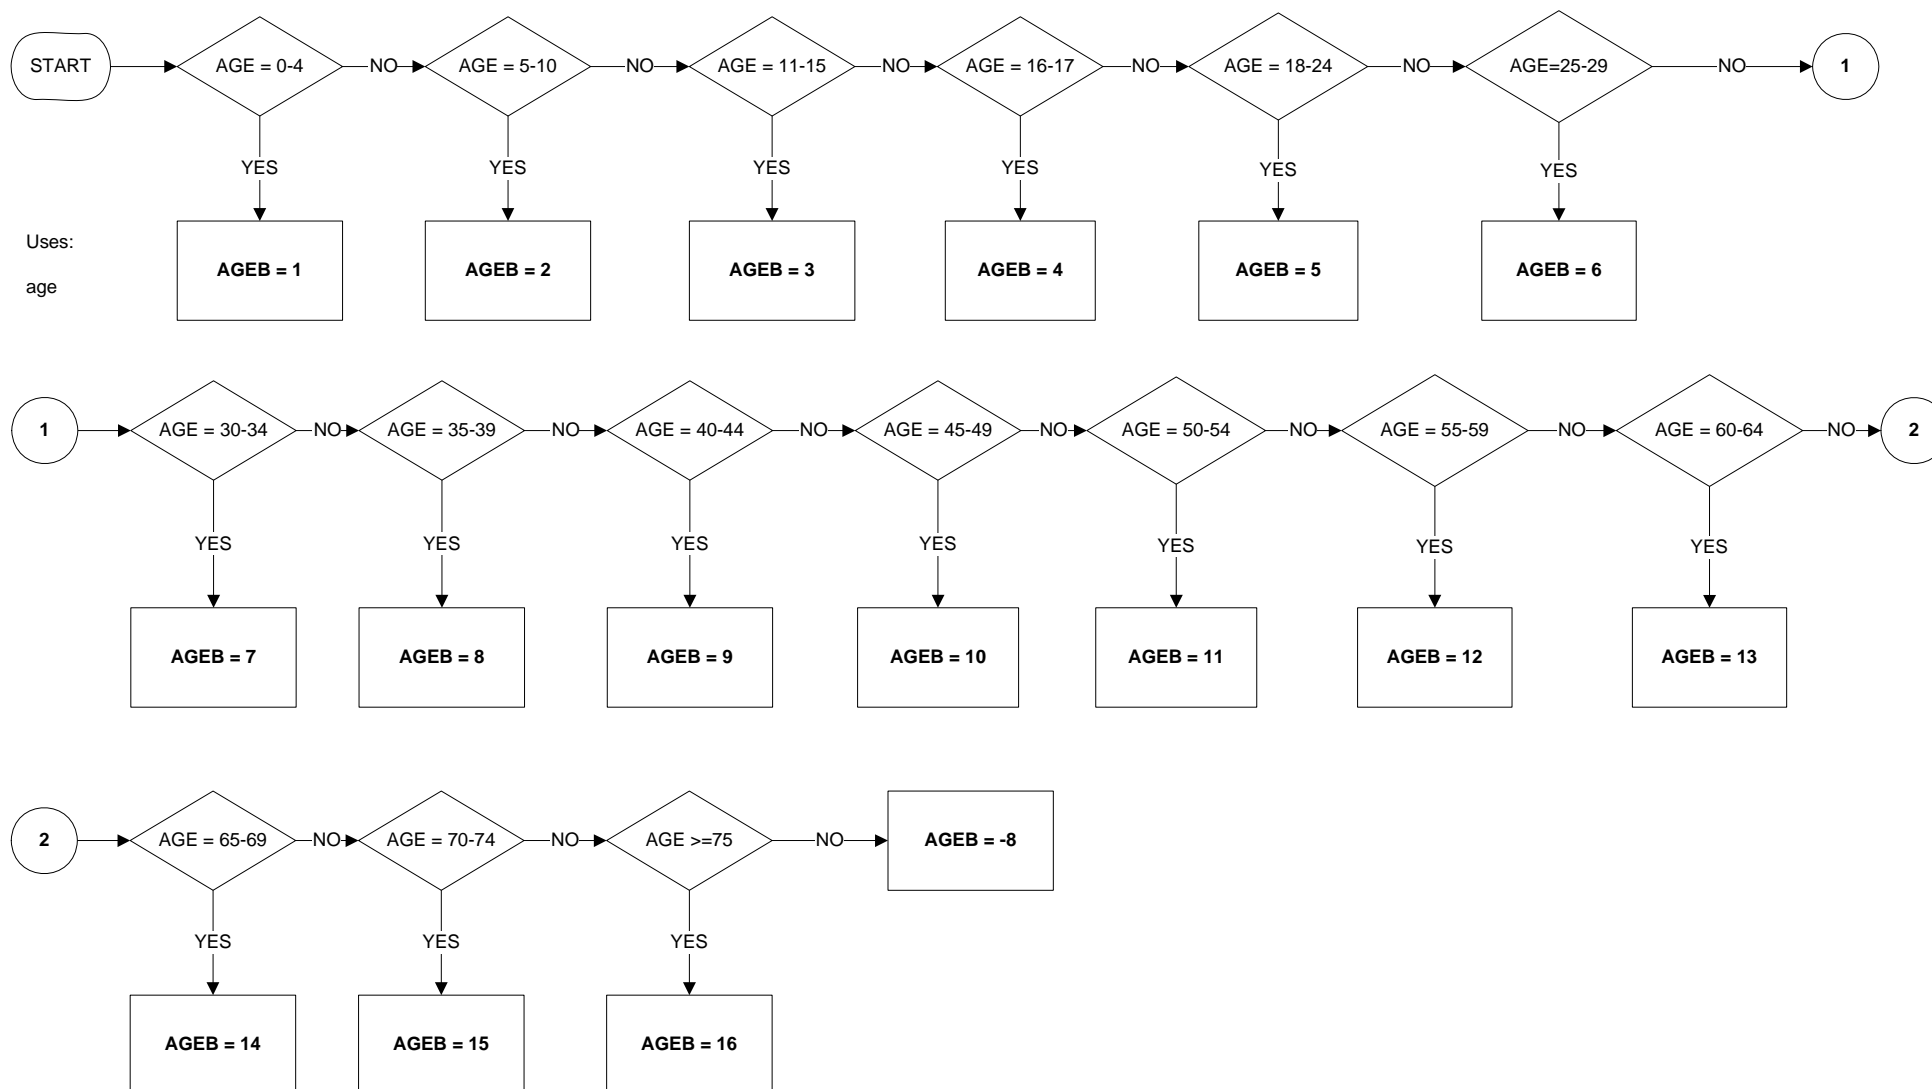 START
AGE = 0-4
NO
AGE = 5-10
NO
AGE = 11-15
NO
AGE = 16-17
NO
AGE = 18-24
NO
AGE=25-29
NO
1
YES
YES
YES
YES
YES
YES
Uses:
age
AGEB = 1
AGEB = 2
AGEB = 3
AGEB = 4
AGEB = 5
AGEB = 6
1
AGE = 30-34
NO
AGE = 35-39
NO
AGE = 40-44
NO
AGE = 45-49
NO
AGE = 50-54
NO
AGE = 55-59
NO
AGE = 60-64
NO
2
YES
YES
YES
YES
YES
YES
YES
AGEB = 7
AGEB = 8
AGEB = 9
AGEB = 10
AGEB = 11
AGEB = 12
AGEB = 13
2
AGE = 65-69
NO
AGE = 70-74
NO
AGE >=75
NO
AGEB = -8
YES
YES
YES
AGEB = 14
AGEB = 15
AGEB = 16